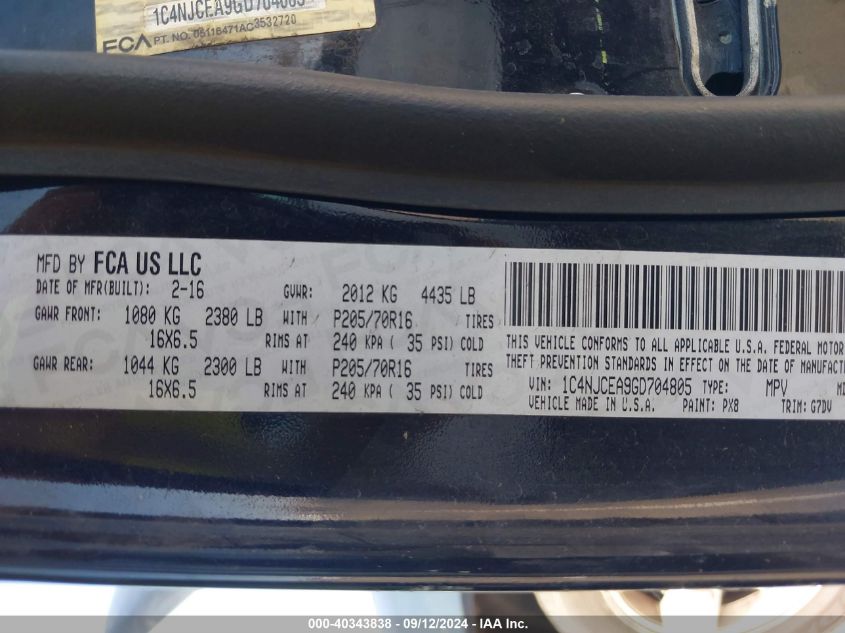 1C4NJCEA9GD704805
FCA PT. NO. 05116471AC3532720
MFD BY FCA US LLC
DATE OF MFR(BUILT): 2-16 GVWR: 2012 KG 4435 LB
GAWR FRONT: 1080 KG 2380 LB WITH P205/70R16 TIRES
16X6.5 RIMS AT 240 KPA ( 35 PSI) COLD
GAWR REAR: 1044 KG 2300 LB WITH P205/70R16 TIRES
16X6.5 RIMS AT 240 KPA ( 35 PSI) COLD
THIS VEHICLE CONFORMS TO ALL APPLICABLE U.S.A. FEDERAL MOTOR
THEFT PREVENTION STANDARDS IN EFFECT ON THE DATE OF MANUFACT
VIN: 1C4NJCEA9GD704805 TYPE: MPV
VEHICLE MADE IN U.S.A. PAINT: PX8 TRIM: G7DV
000-40343838 - 09/12/2024 - IAA Inc.